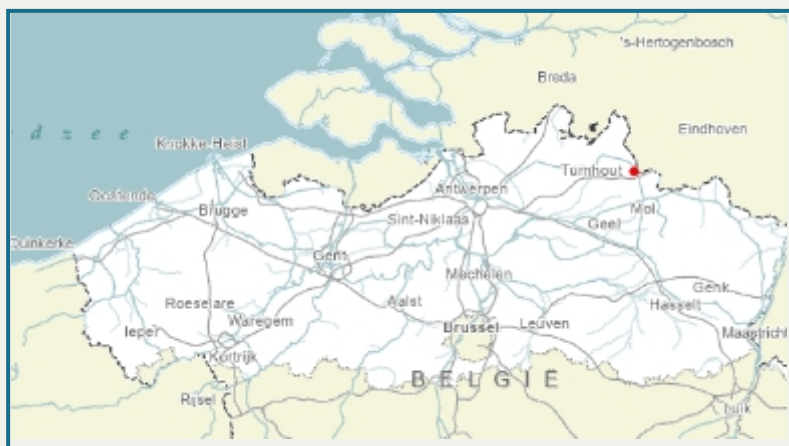 's-Hertogenbosch
Breda
d z e e
Eindhoven
Knokke-Heist
Turnhout
Antwerpen
Oostende
Brugge
Mol
Sint-Niklaas
Geel
Duinkerke
Gent
Mechelen
Genk
Roeselare
Aalst
Hasselt
Waregem
Ieper
Brussel
Leuven
Maastricht
Kortrijk
BELGIË
Rijsel
Luik